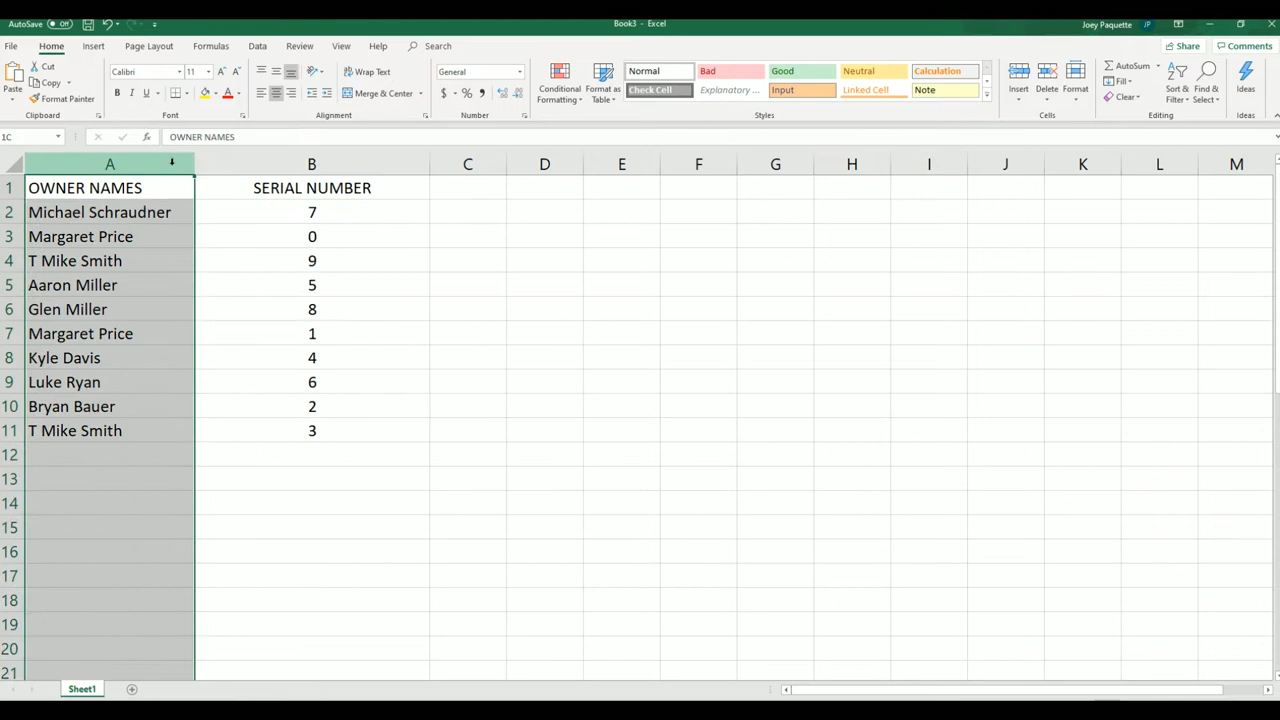 AutoSave Off Book3 - Excel Joey Paquette JP
File Home Insert Page Layout Formulas Data Review View Help Search Share Comments
Paste Cut Copy Format Painter Clipboard
Calibri 11 A A B I U A Font
Wrap Text Merge & Center Alignment
General $ % Number
Conditional Formatting Format as Table
Normal Bad Good Neutral Calculation
Check Cell Explanatory ... Input Linked Cell Note
Styles
Insert Delete Format Cells
AutoSum Fill Clear Sort & Filter Find & Select Editing
Ideas Ideas
1C fx OWNER NAMES
A B C D E F G H I J K L M
1 OWNER NAMES SERIAL NUMBER
2 Michael Schraudner 7
3 Margaret Price 0
4 T Mike Smith 9
5 Aaron Miller 5
6 Glen Miller 8
7 Margaret Price 1
8 Kyle Davis 4
9 Luke Ryan 6
10 Bryan Bauer 2
11 T Mike Smith 3
12
13
14
15
16
17
18
19
20
21
Sheet1